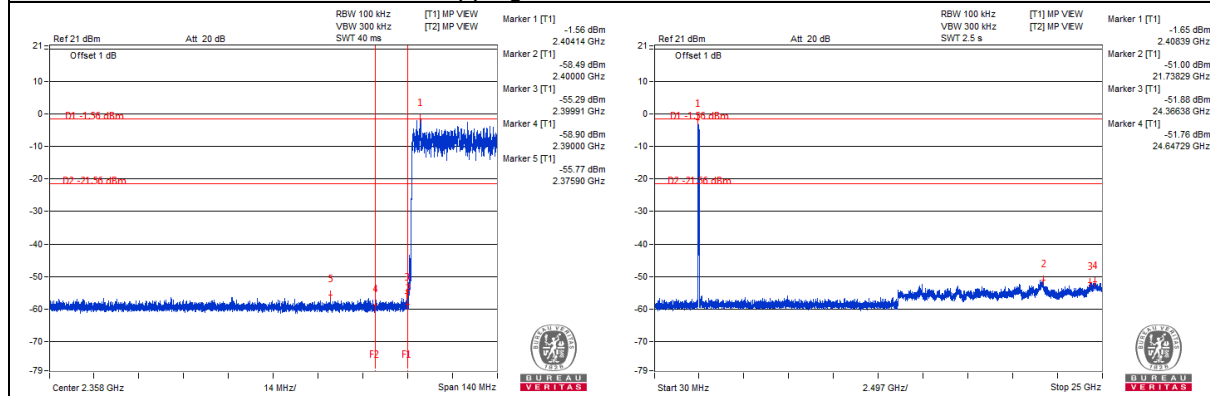 RBW 100 kHz [T1] MP VIEW
VBW 300 kHz [T2] MP VIEW
Ref 21 dBm Att 20 dB SWT 40 ms
Offset 1 dB
21
10
0
-10
-20
-30
-40
-50
-60
-70
-79
D1 -1.56 dBm
D2 -21.56 dBm
1
5
4
3
F2
F1
Center 2.358 GHz 14 MHz/ Span 140 MHz
Marker 1 [T1]
-1.56 dBm
2.40414 GHz
Marker 2 [T1]
-58.49 dBm
2.40000 GHz
Marker 3 [T1]
-55.29 dBm
2.39991 GHz
Marker 4 [T1]
-58.90 dBm
2.39000 GHz
Marker 5 [T1]
-55.77 dBm
2.37590 GHz
BUREAU VERITAS
1828
BUREAU
VERITAS
RBW 100 kHz [T1] MP VIEW
VBW 300 kHz [T2] MP VIEW
Ref 21 dBm Att 20 dB SWT 2.5 s
Offset 1 dB
21
10
0
-10
-20
-30
-40
-50
-60
-70
-79
D1 -1.56 dBm
D2 -21.56 dBm
1
2
34
Start 30 MHz 2.497 GHz/ Stop 25 GHz
Marker 1 [T1]
-1.65 dBm
2.40839 GHz
Marker 2 [T1]
-51.00 dBm
21.73829 GHz
Marker 3 [T1]
-51.88 dBm
24.36638 GHz
Marker 4 [T1]
-51.76 dBm
24.64729 GHz
BUREAU VERITAS
1828
BUREAU
VERITAS